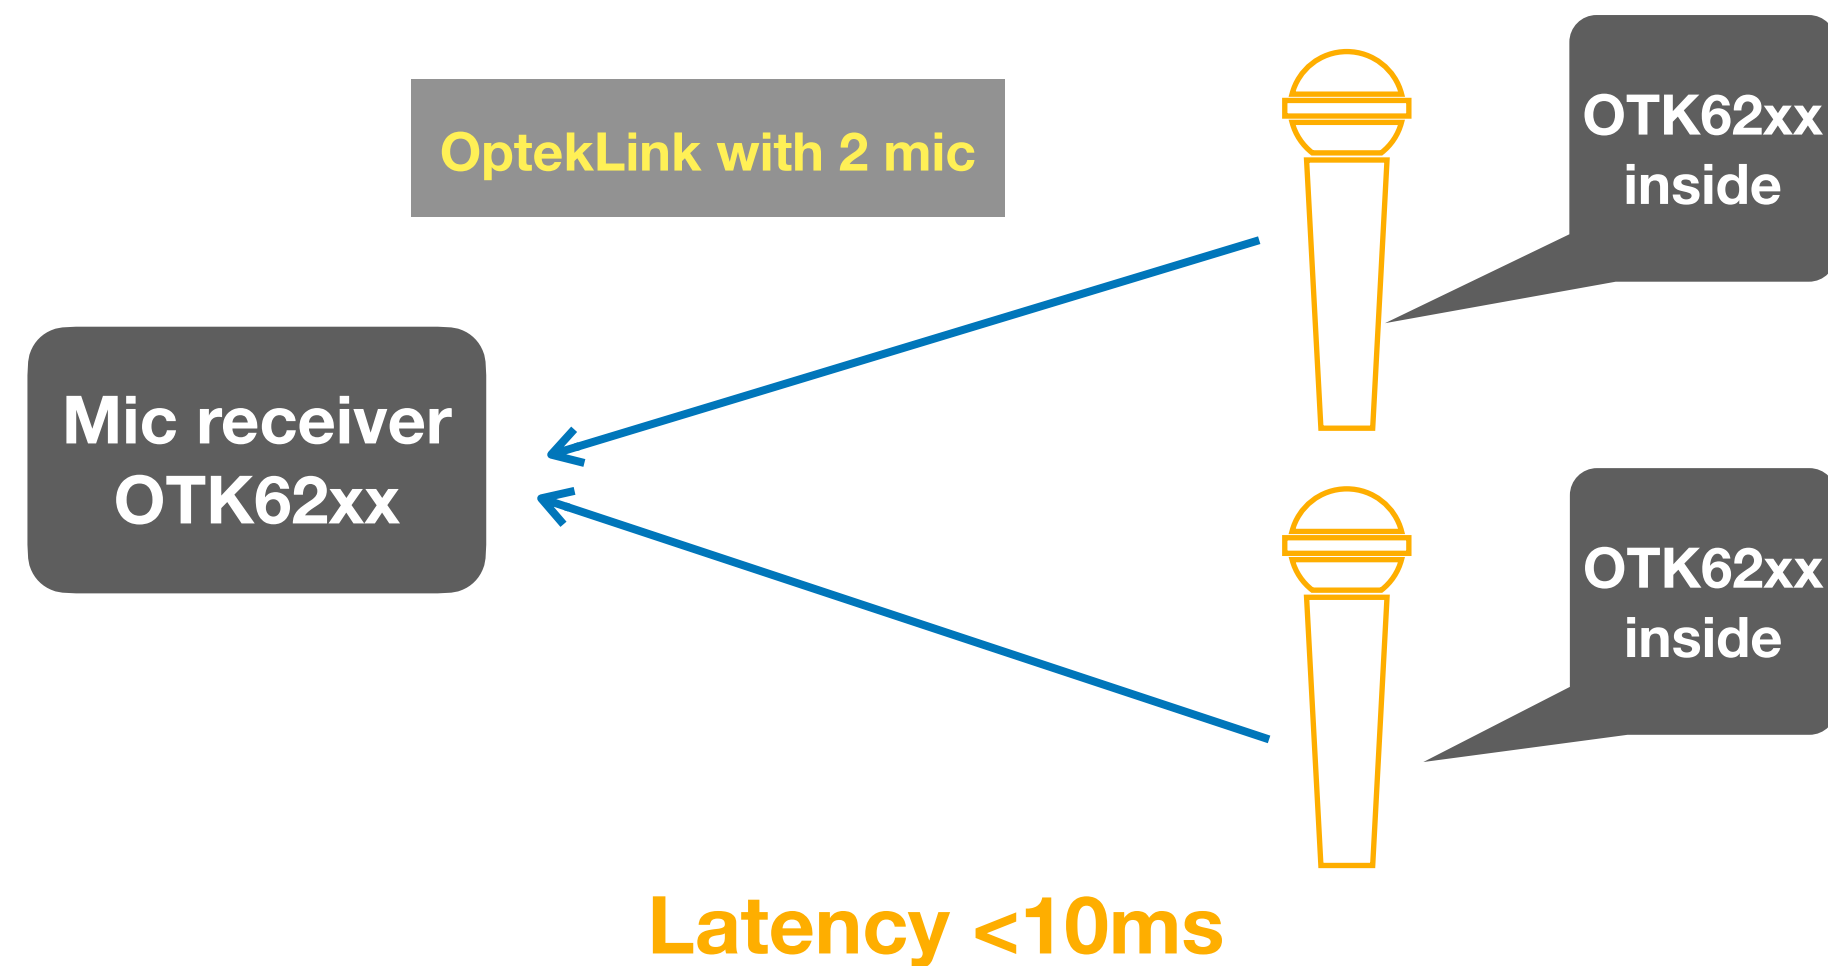 OptekLink with 2 mic
OTK62xx
inside
Mic receiver
OTK62xx
OTK62xx
inside
Latency <10ms